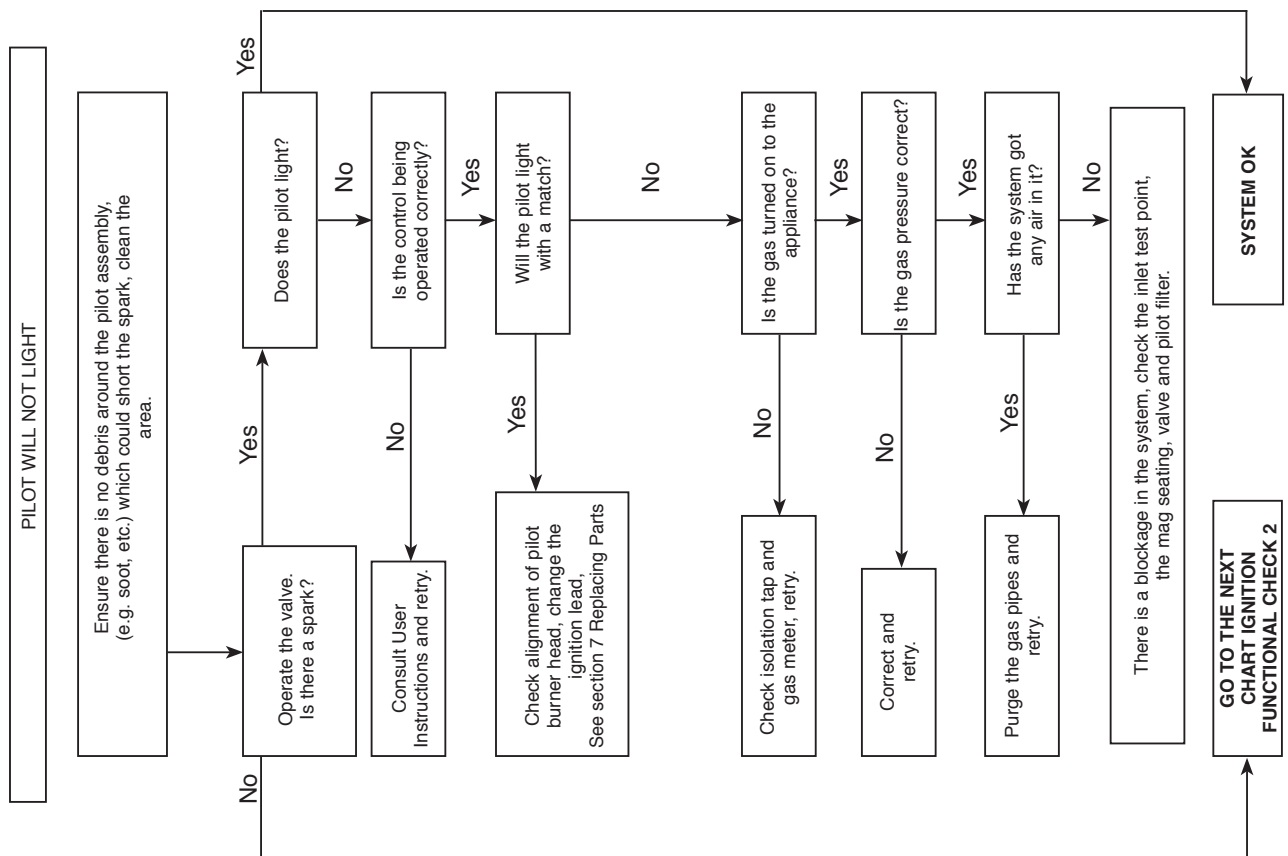 PILOT WILL NOT LIGHT
Ensure there is no debris around the pilot assembly,
(e.g. soot, etc.) which could short the spark, clean the
area.
Operate the valve.
Is there a spark?
Yes
No
Does the pilot light?
Yes
No
Is the control being
operated correctly?
No
Consult User
Instructions and retry.
Yes
Will the pilot light
with a match?
Yes
Check alignment of pilot
burner head, change the
ignition lead,
See section 7 Replacing Parts
No
Is the gas turned on to the
appliance?
No
Check isolation tap and
gas meter, retry.
Yes
Is the gas pressure correct?
No
Correct and
retry.
Yes
Has the system got
any air in it?
Yes
Purge the gas pipes and
retry.
No
There is a blockage in the system, check the inlet test point,
the mag seating, valve and pilot filter.
GO TO THE NEXT
CHART IGNITION
FUNCTIONAL CHECK 2
SYSTEM OK